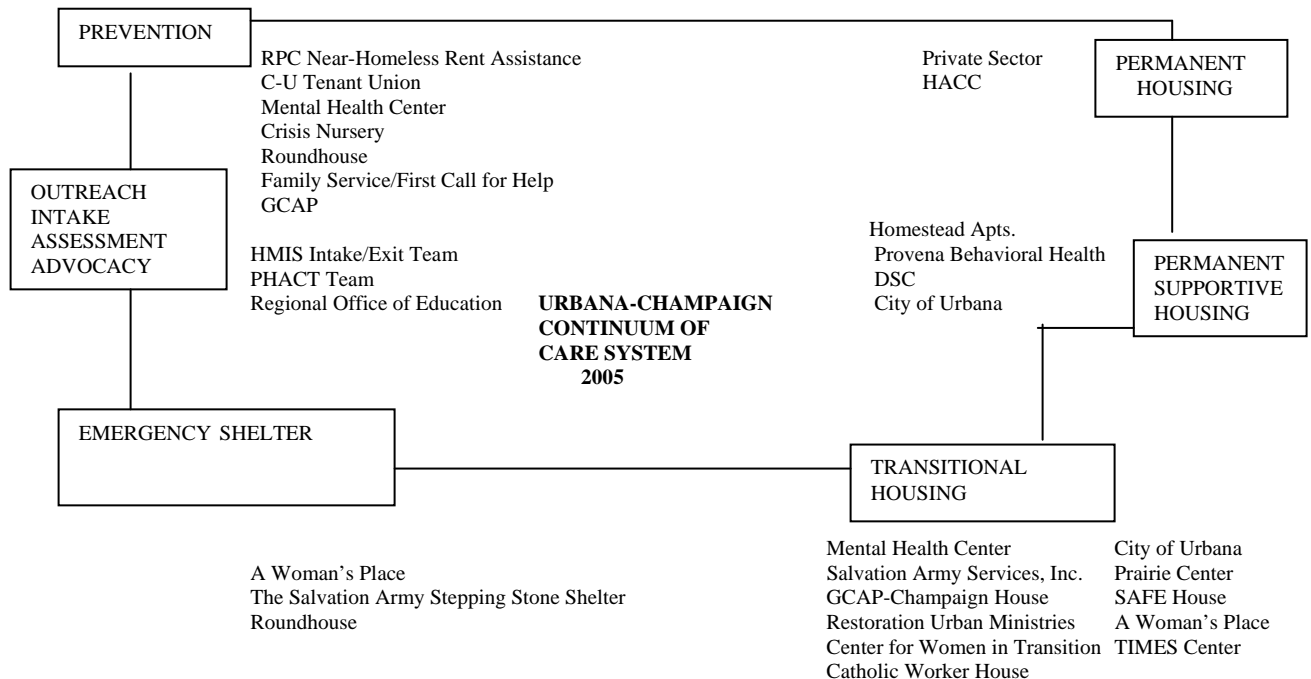 PREVENTION
RPC Near-Homeless Rent Assistance
C-U Tenant Union
Mental Health Center
Crisis Nursery
Roundhouse
Family Service/First Call for Help
GCAP
Private Sector
HACC
PERMANENT
HOUSING
OUTREACH
INTAKE
ASSESSMENT
ADVOCACY
HMIS Intake/Exit Team
PHACT Team
Regional Office of Education
URBANA-CHAMPAIGN
CONTINUUM OF
CARE SYSTEM
2005
Homestead Apts.
Provena Behavioral Health
DSC
City of Urbana
PERMANENT
SUPPORTIVE
HOUSING
EMERGENCY SHELTER
A Woman's Place
The Salvation Army Stepping Stone Shelter
Roundhouse
TRANSITIONAL
HOUSING
Mental Health Center
Salvation Army Services, Inc.
GCAP-Champaign House
Restoration Urban Ministries
Center for Women in Transition
Catholic Worker House
City of Urbana
Prairie Center
SAFE House
A Woman's Place
TIMES Center